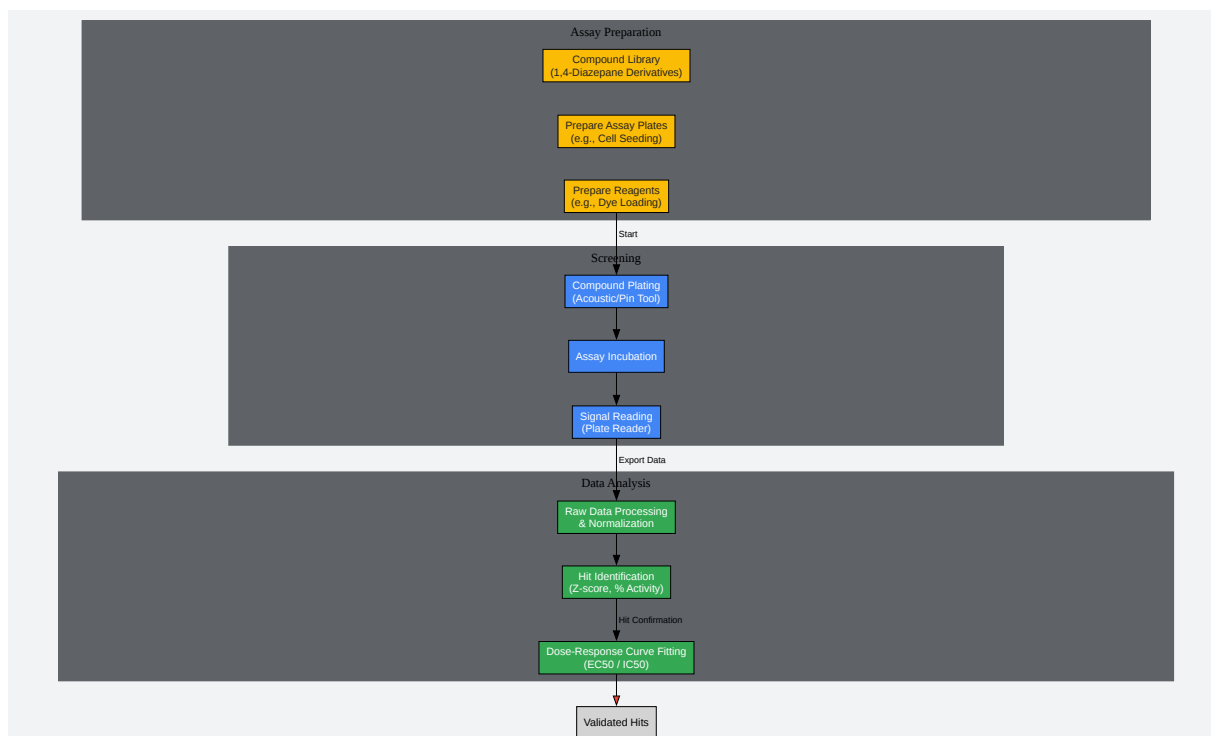 Assay Preparation
Compound Library
(1,4-Diazepane Derivatives)
Prepare Assay Plates
(e.g., Cell Seeding)
Prepare Reagents
(e.g., Dye Loading)
Start
Screening
Compound Plating
(Acoustic/Pin Tool)
Assay Incubation
Signal Reading
(Plate Reader)
Export Data
Data Analysis
Raw Data Processing
& Normalization
Hit Identification
(Z-score, % Activity)
Hit Confirmation
Dose-Response Curve Fitting
(EC50 / IC50)
Validated Hits